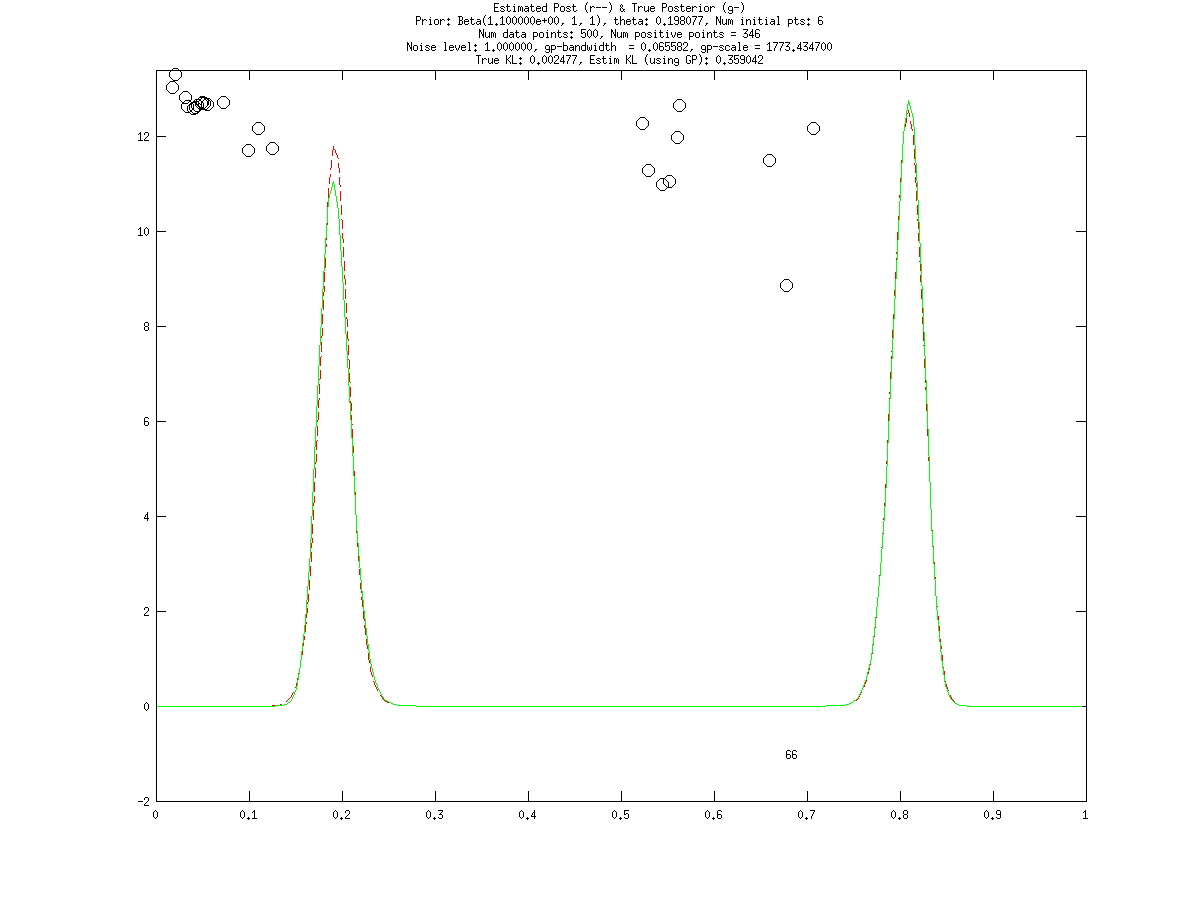 Estimated Post (r--) & True Posterior (g-)
Prior: Beta(1.100000e+00, 1, 1), theta: 0.198077, Num initial pts: 6
Num data points: 500, Num positive points = 346
Noise level: 1.000000, gp-bandwidth  = 0.065582, gp-scale = 1773.434700
True KL: 0.002477, Estim KL (using GP): 0.359042
12
10
8
6
4
2
0
66
-2
0 0.1 0.2 0.3 0.4 0.5 0.6 0.7 0.8 0.9 1